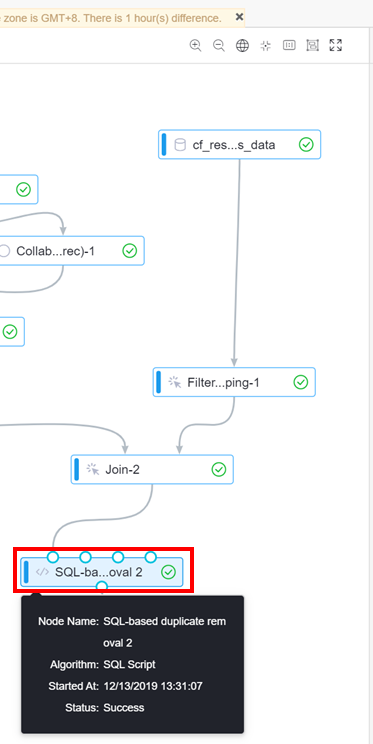 e zone is GMT+8. There is 1 hour(s) difference.
cf_res...s_data
Collab...rec)-1
Filter...ping-1
Join-2
SQL-ba...oval 2
Node Name: SQL-based duplicate rem
oval 2
Algorithm: SQL Script
Started At: 12/13/2019 13:31:07
Status: Success